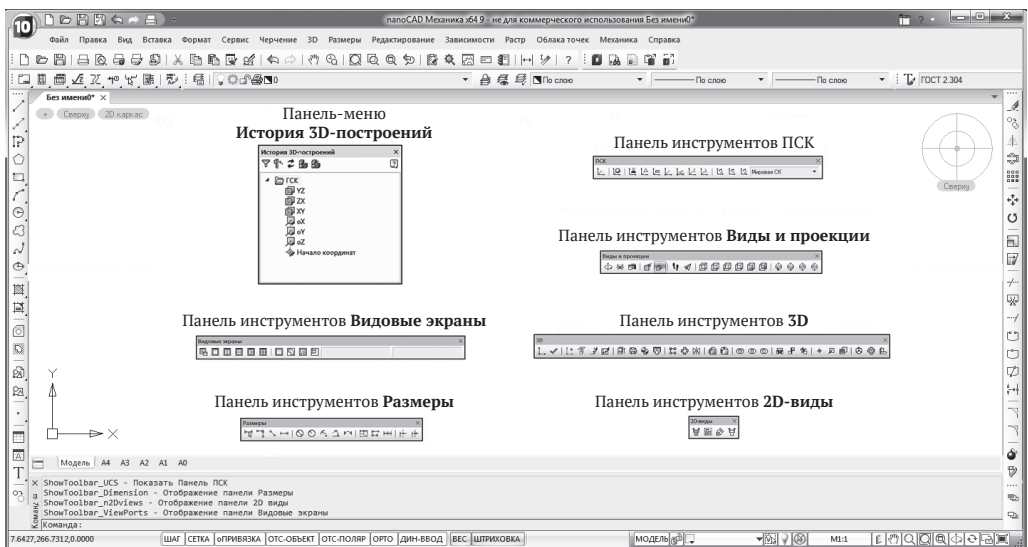 10
nanoCAD Механика x64 9 - не для коммерческого использования Без имени0*
Файл Правка Вид Вставка Формат Сервис Черчение 3D Размеры Редактирование Зависимости Растр Облака точек Механика Справка
0 По слою По слою По слою ГОСТ 2.304
Без имени0*
+ Сверху 2D каркас
Панель-меню
История 3D-построений
История 3D-построений
ГСК
YZ
ZX
XY
oX
oY
oZ
Начало координат
Панель инструментов ПСК
ПСК
Мировая СК
Сверху
Панель инструментов Виды и проекции
Виды и проекции
Панель инструментов Видовые экраны
Видовые экраны
Панель инструментов 3D
3D
Панель инструментов Размеры
Размеры
Панель инструментов 2D-виды
2D-виды
Y
X
Модель A4 A3 A2 A1 A0
ShowToolbar_UCS - Показать Панель ПСК
ShowToolbar_Dimension - Отображение панели Размеры
ShowToolbar_n2Dviews - Отображение панели 2D виды
ShowToolbar_ViewPorts - Отображение панели Видовые экраны
Команда:
7.6427,266.7312,0.0000 ШАГ СЕТКА оПРИВЯЗКА ОТС-ОБЪЕКТ ОТС-ПОЛЯР ОРТО ДИН-ВВОД ВЕС ШТРИХОВКА МОДЕЛЬ М1:1